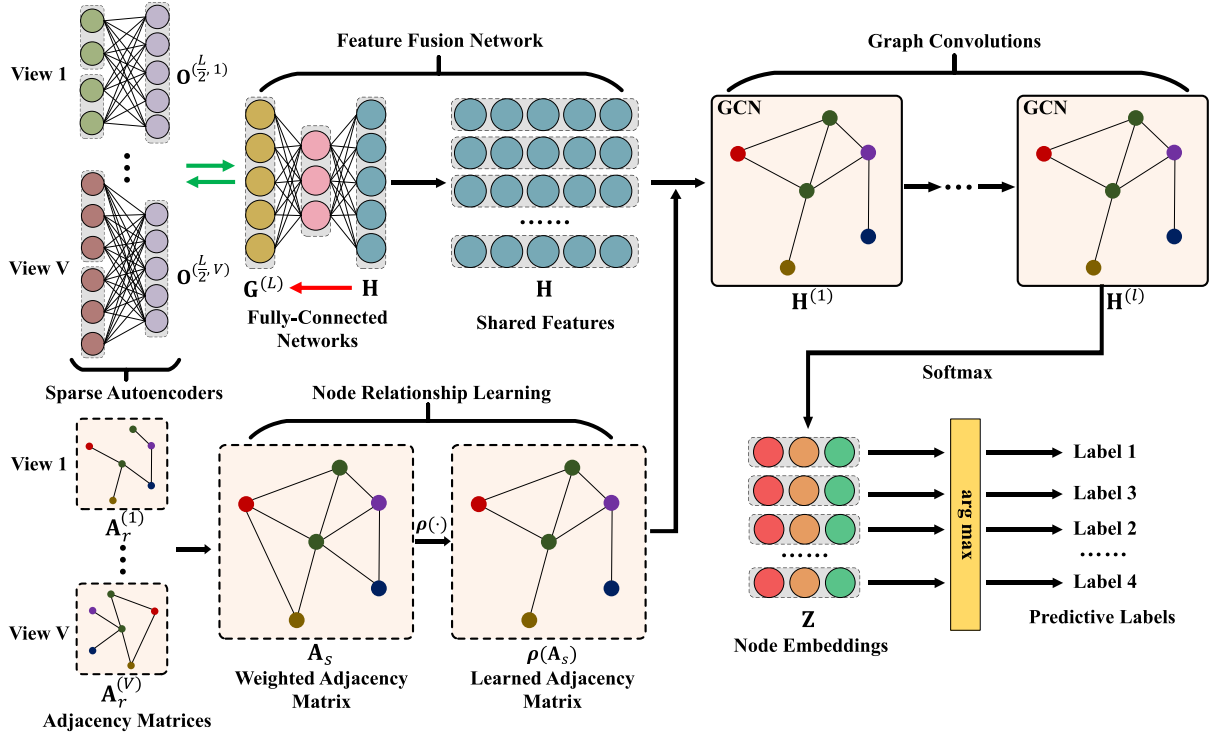 Feature Fusion Network
Graph Convolutions
View 1
𝐎^(L/2, 1)
View V
𝐎^(L/2, V)
𝐆^(L)
𝐇
Fully-Connected
Networks
𝐇
Shared Features
GCN
𝐇^(1)
GCN
𝐇^(l)
Sparse Autoencoders
Softmax
Node Relationship Learning
View 1
𝐀_r^(1)
View V
𝐀_r^(V)
Adjacency Matrices
𝐀_s
Weighted Adjacency
Matrix
ρ(·)
ρ(𝐀_s)
Learned Adjacency
Matrix
𝐙
Node Embeddings
arg max
Label 1
Label 3
Label 2
······
Label 4
Predictive Labels